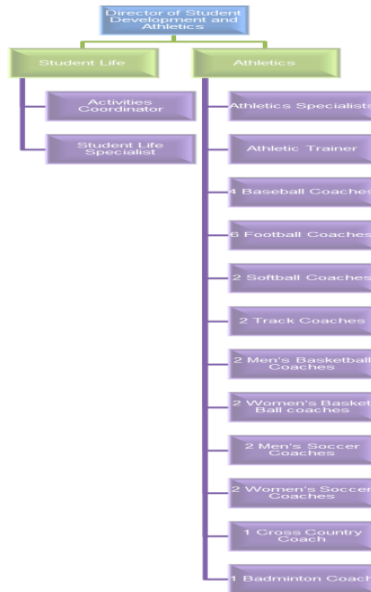 Director of Student
Development and
Athletics
Student Life
Athletics
Activities
Coordinator
Student Life
Specialist
Athletics Specialists
Athletic Trainer
4 Baseball Coaches
6 Football Coaches
2 Softball Coaches
2 Track Coaches
2 Men's Basketball
Coaches
2 Women's Basket
Ball coaches
2 Men's Soccer
Coaches
2 Women's Soccer
Coaches
1 Cross Country
Coach
1 Badminton Coach